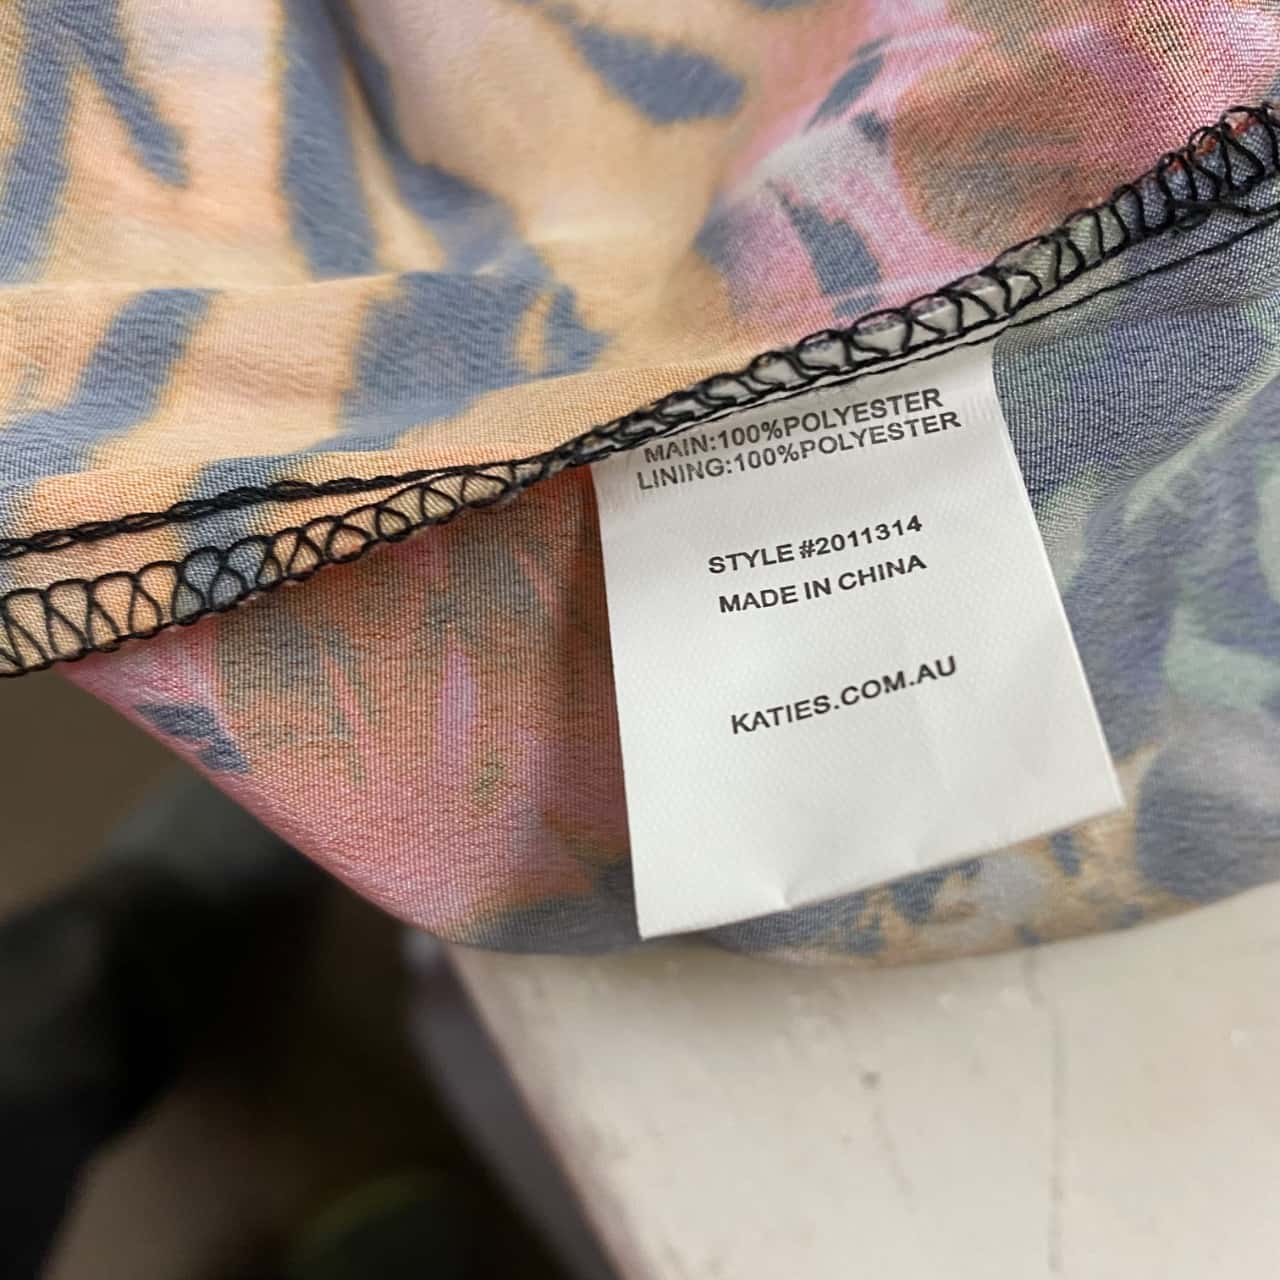 MAIN:100%POLYESTER
LINING:100%POLYESTER
STYLE #2011314
MADE IN CHINA
KATIES.COM.AU